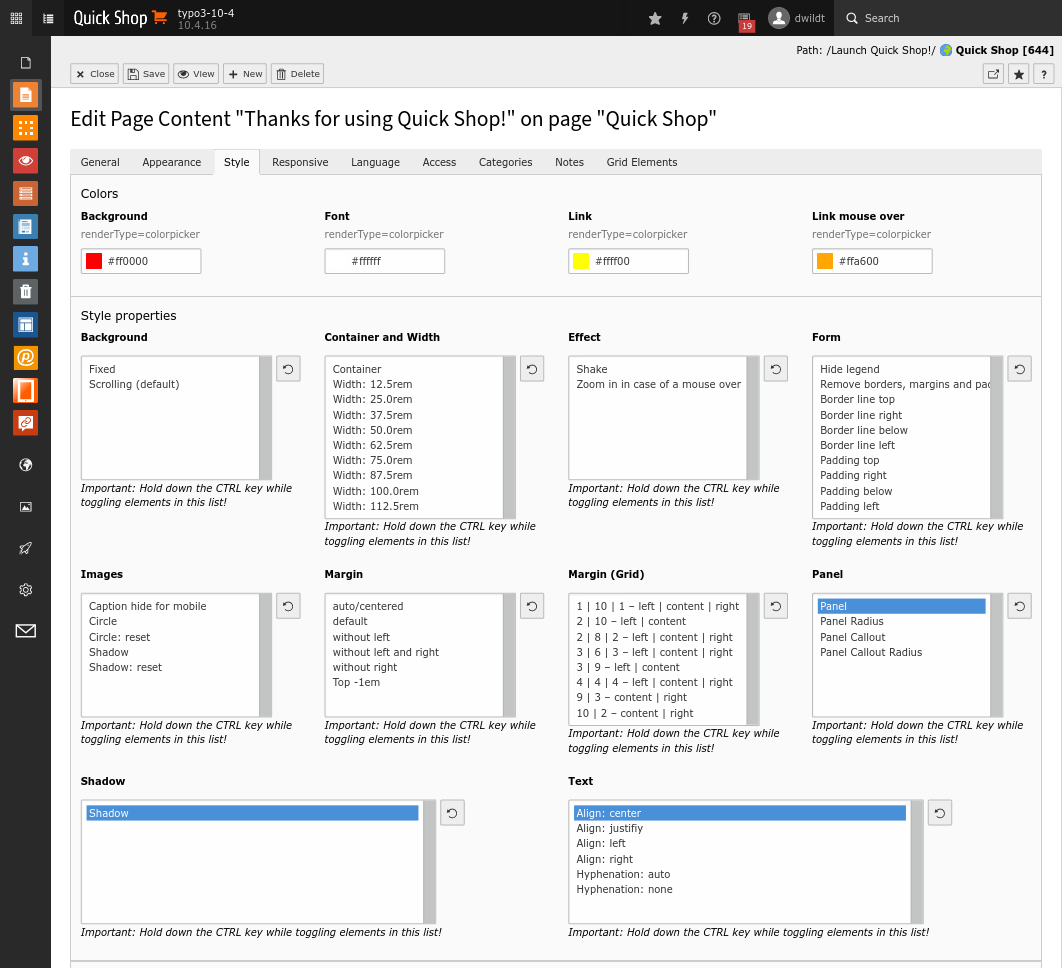 Quick Shop typo3-10-4
10.4.16
19
dwildt
Search
Path: /Launch Quick Shop!/ Quick Shop [644]
Close Save View New Delete ?
Edit Page Content "Thanks for using Quick Shop!" on page "Quick Shop"
General Appearance Style Responsive Language Access Categories Notes Grid Elements
Colors
Background Font Link Link mouse over
renderType=colorpicker renderType=colorpicker renderType=colorpicker renderType=colorpicker
#ff0000 #ffffff #ffff00 #ffa600
Style properties
Background
Fixed
Scrolling (default)
Important: Hold down the CTRL key while
toggling elements in this list!
Container and Width
Container
Width: 12.5rem
Width: 25.0rem
Width: 37.5rem
Width: 50.0rem
Width: 62.5rem
Width: 75.0rem
Width: 87.5rem
Width: 100.0rem
Width: 112.5rem
Important: Hold down the CTRL key while
toggling elements in this list!
Effect
Shake
Zoom in in case of a mouse over
Important: Hold down the CTRL key while
toggling elements in this list!
Form
Hide legend
Remove borders, margins and pad
Border line top
Border line right
Border line below
Border line left
Padding top
Padding right
Padding below
Padding left
Important: Hold down the CTRL key while
toggling elements in this list!
Images
Caption hide for mobile
Circle
Circle: reset
Shadow
Shadow: reset
Important: Hold down the CTRL key while
toggling elements in this list!
Margin
auto/centered
default
without left
without left and right
without right
Top -1em
Important: Hold down the CTRL key while
toggling elements in this list!
Margin (Grid)
1 | 10 | 1 – left | content | right
2 | 10 – left | content
2 | 8 | 2 – left | content | right
3 | 6 | 3 – left | content | right
3 | 9 – left | content
4 | 4 | 4 – left | content | right
9 | 3 – content | right
10 | 2 – content | right
Important: Hold down the CTRL key while
toggling elements in this list!
Panel
Panel
Panel Radius
Panel Callout
Panel Callout Radius
Important: Hold down the CTRL key while
toggling elements in this list!
Shadow
Shadow
Important: Hold down the CTRL key while toggling elements in this list!
Text
Align: center
Align: justifiy
Align: left
Align: right
Hyphenation: auto
Hyphenation: none
Important: Hold down the CTRL key while toggling elements in this list!